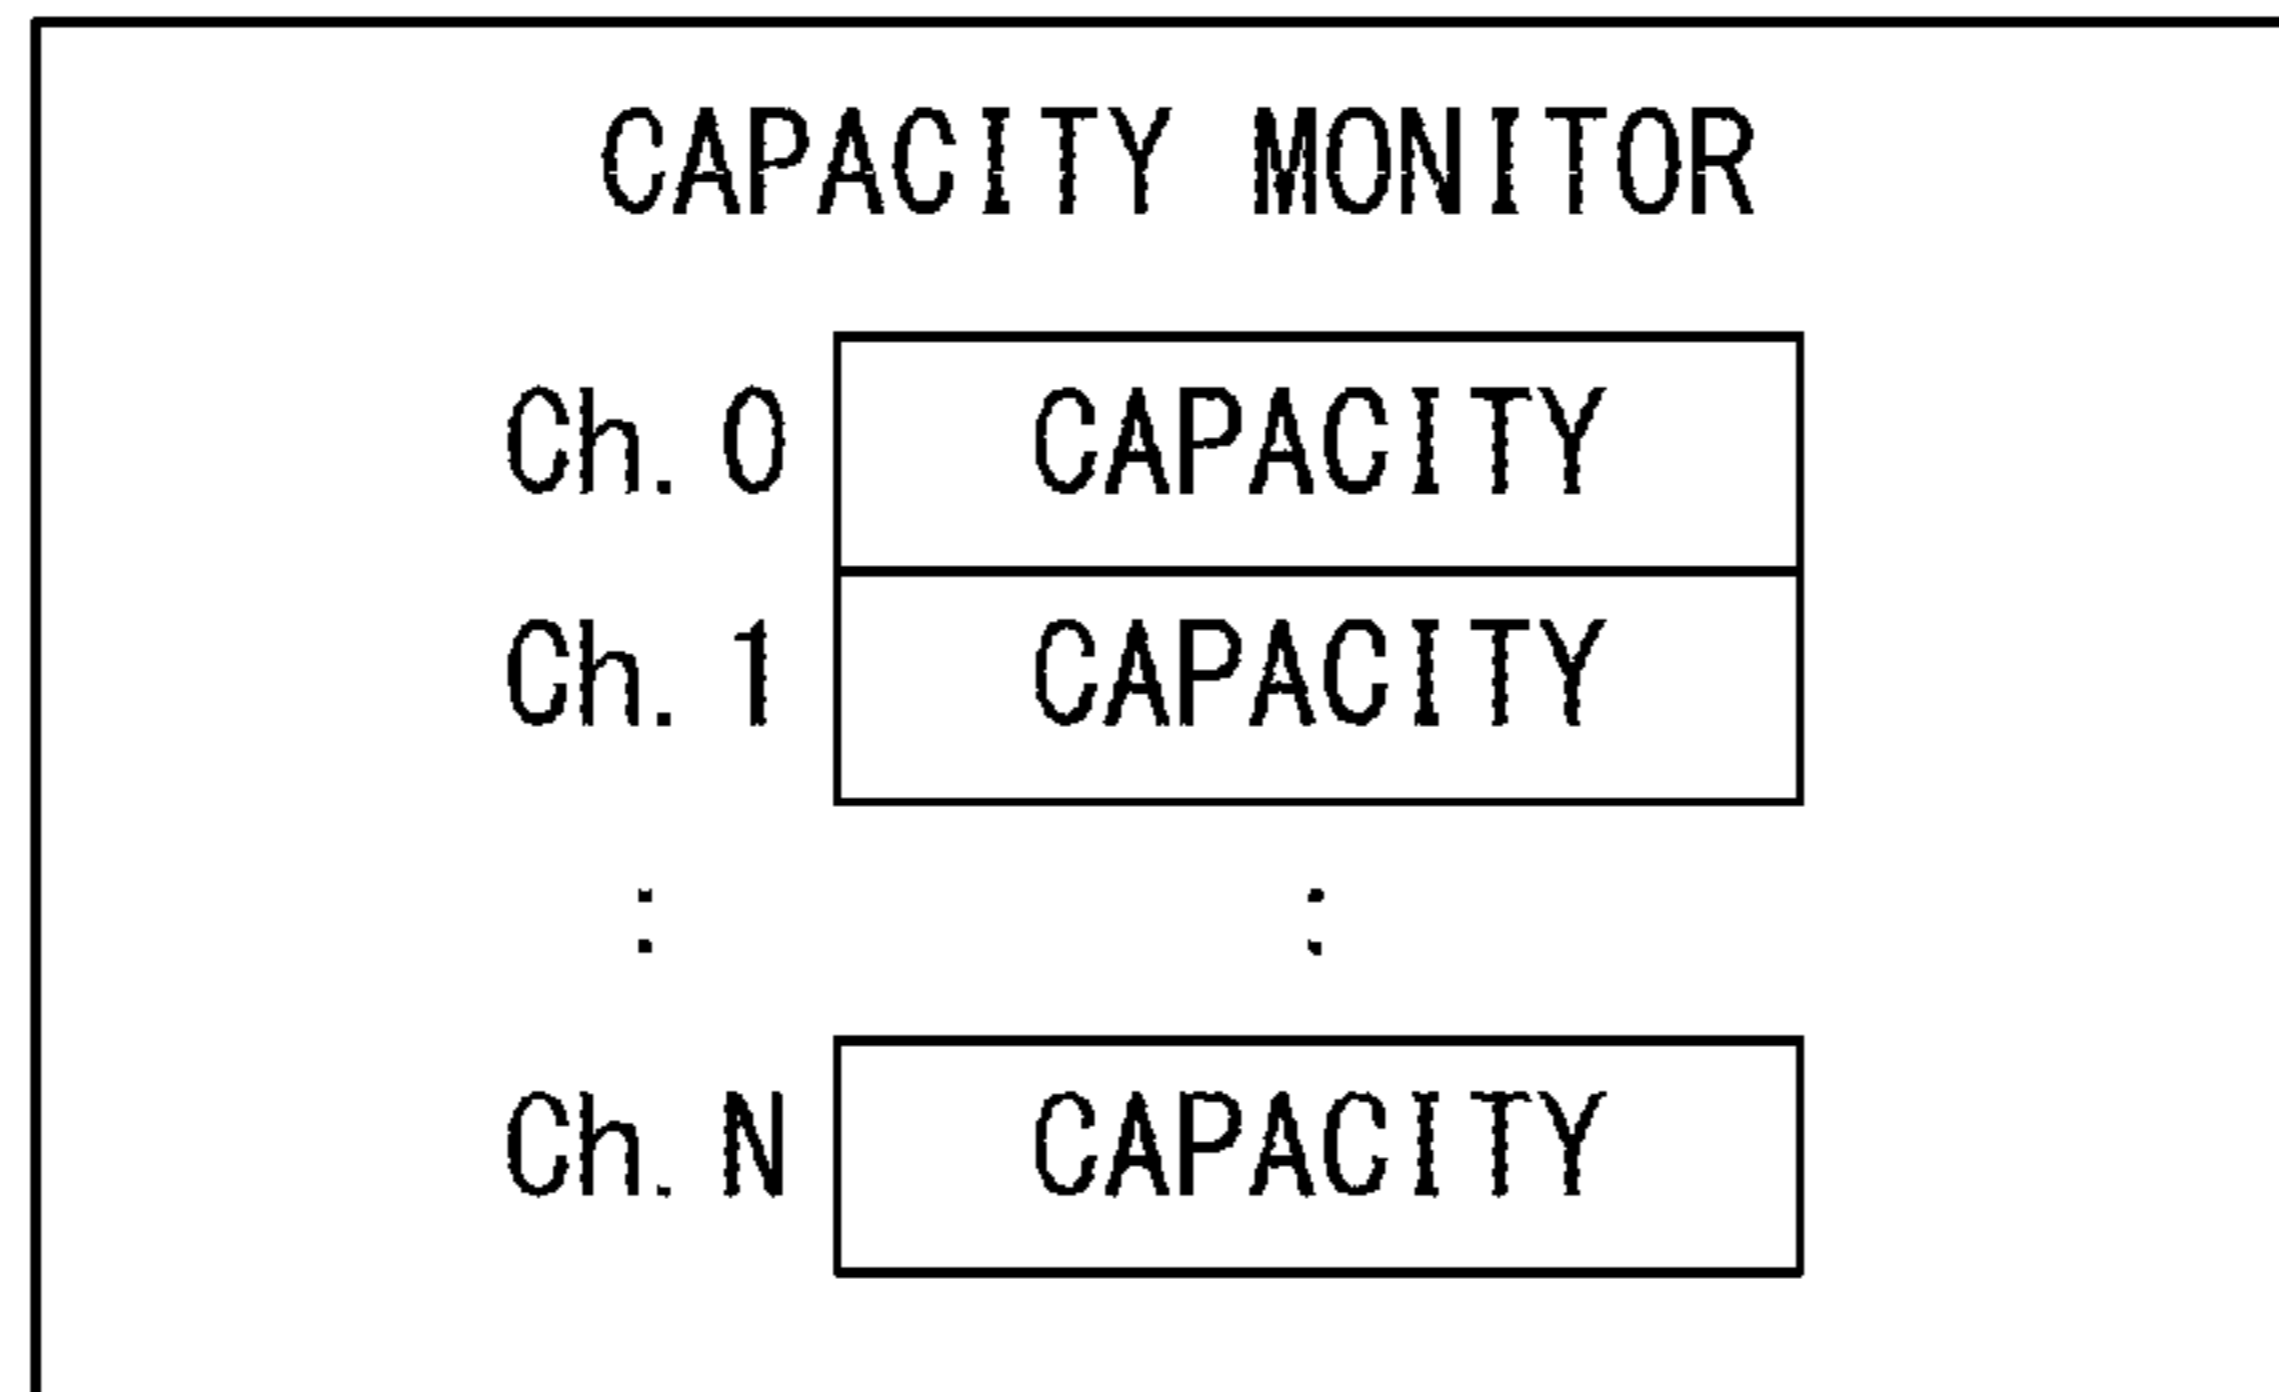 CAPACITY MONITOR
Ch. 0 CAPACITY
Ch. 1 CAPACITY
: :
Ch. N CAPACITY